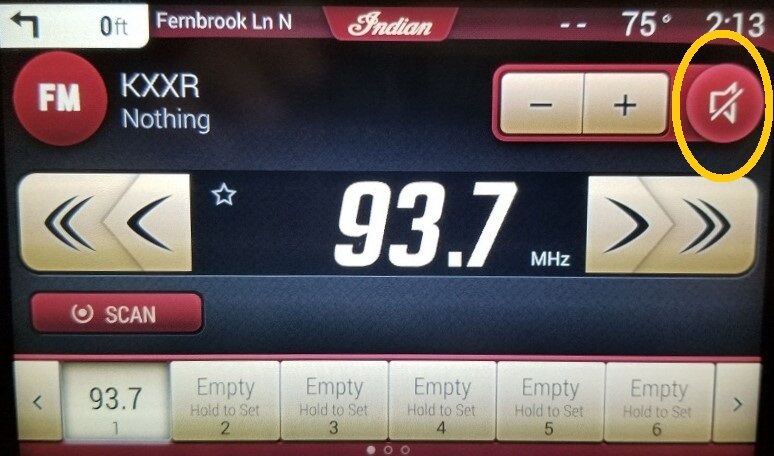 0ft
Fernbrook Ln N
Indian
-- 75° 2:13
FM
KXXR
Nothing
− +
93.7
MHz
SCAN
93.7
1
Empty
Hold to Set
2
Empty
Hold to Set
3
Empty
Hold to Set
4
Empty
Hold to Set
5
Empty
Hold to Set
6